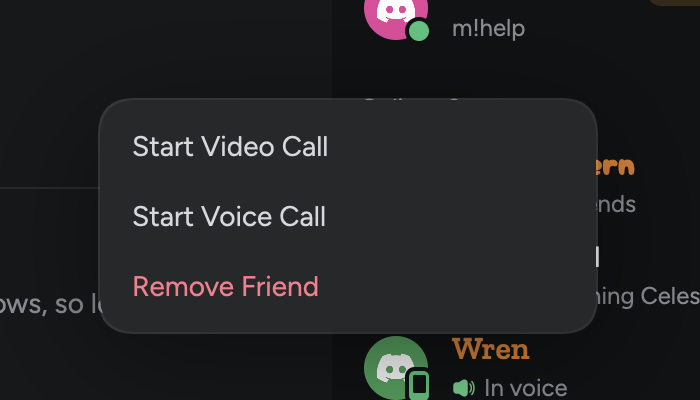 m!help
Start Video Call
Start Voice Call
Remove Friend
Wren
In voice